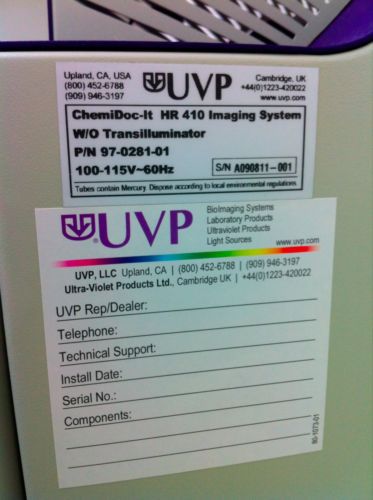 Upland, CA, USA
(800) 452-6788
(909) 946-3197
UVP
Cambridge, UK
+44(0)1223-420022
www.uvp.com
ChemiDoc-It HR 410 Imaging System
W/O Transilluminator
P/N 97-0281-01
100-115V~60Hz
S/N A090811-001
Tubes contain Mercury. Dispose according to local environmental regulations.
®UVP
BioImaging Systems
Laboratory Products
Ultraviolet Products
Light Sources
www.uvp.com
UVP, LLC Upland, CA | (800) 452-6788 | (909) 946-3197
Ultra-Violet Products Ltd., Cambridge UK | +44(0)1223-420022
UVP Rep/Dealer:
Telephone:
Technical Support:
Install Date:
Serial No.:
Components:
80-1073-01